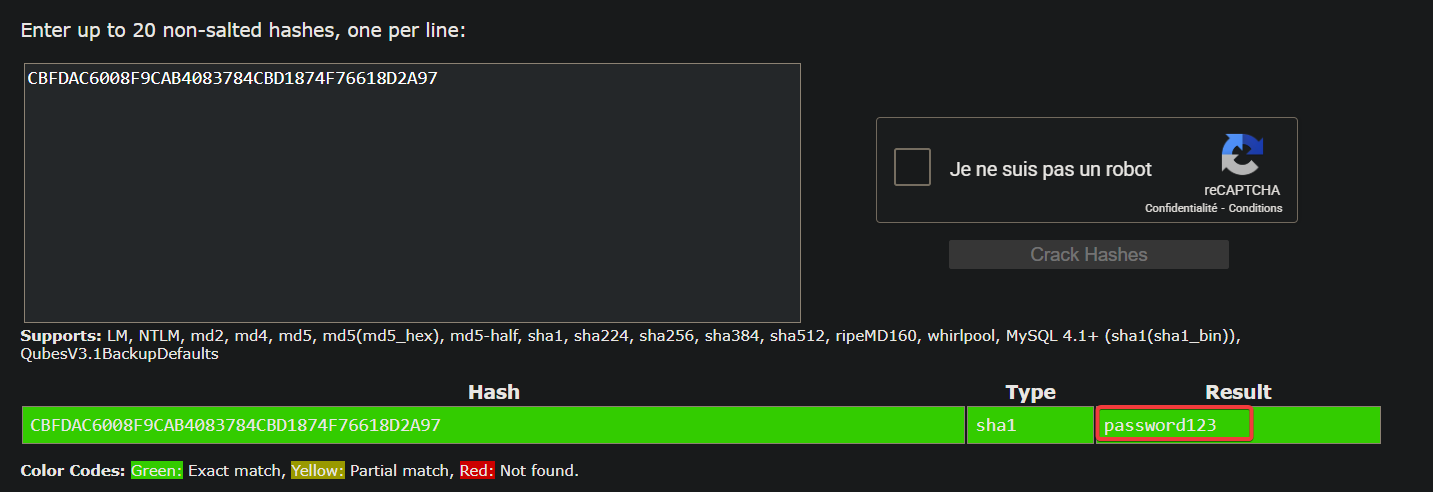 Enter up to 20 non-salted hashes, one per line:
CBFDAC6008F9CAB4083784CBD1874F76618D2A97
Je ne suis pas un robot
reCAPTCHA
Confidentialité - Conditions
Crack Hashes
Supports: LM, NTLM, md2, md4, md5, md5(md5_hex), md5-half, sha1, sha224, sha256, sha384, sha512, ripeMD160, whirlpool, MySQL 4.1+ (sha1(sha1_bin)),
QubesV3.1BackupDefaults
Hash Type Result
CBFDAC6008F9CAB4083784CBD1874F76618D2A97 sha1 password123
Color Codes: Green: Exact match, Yellow: Partial match, Red: Not found.